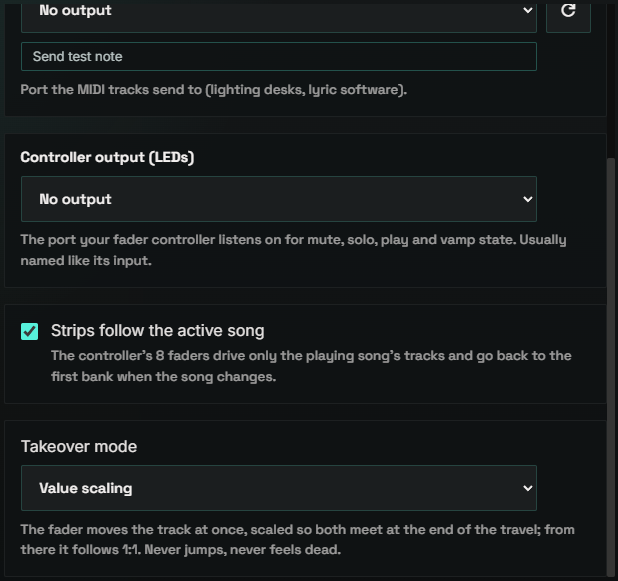 No output
Send test note
Port the MIDI tracks send to (lighting desks, lyric software).
Controller output (LEDs)
No output
The port your fader controller listens on for mute, solo, play and vamp state. Usually
named like its input.
Strips follow the active song
The controller's 8 faders drive only the playing song's tracks and go back to the
first bank when the song changes.
Takeover mode
Value scaling
The fader moves the track at once, scaled so both meet at the end of the travel; from
there it follows 1:1. Never jumps, never feels dead.